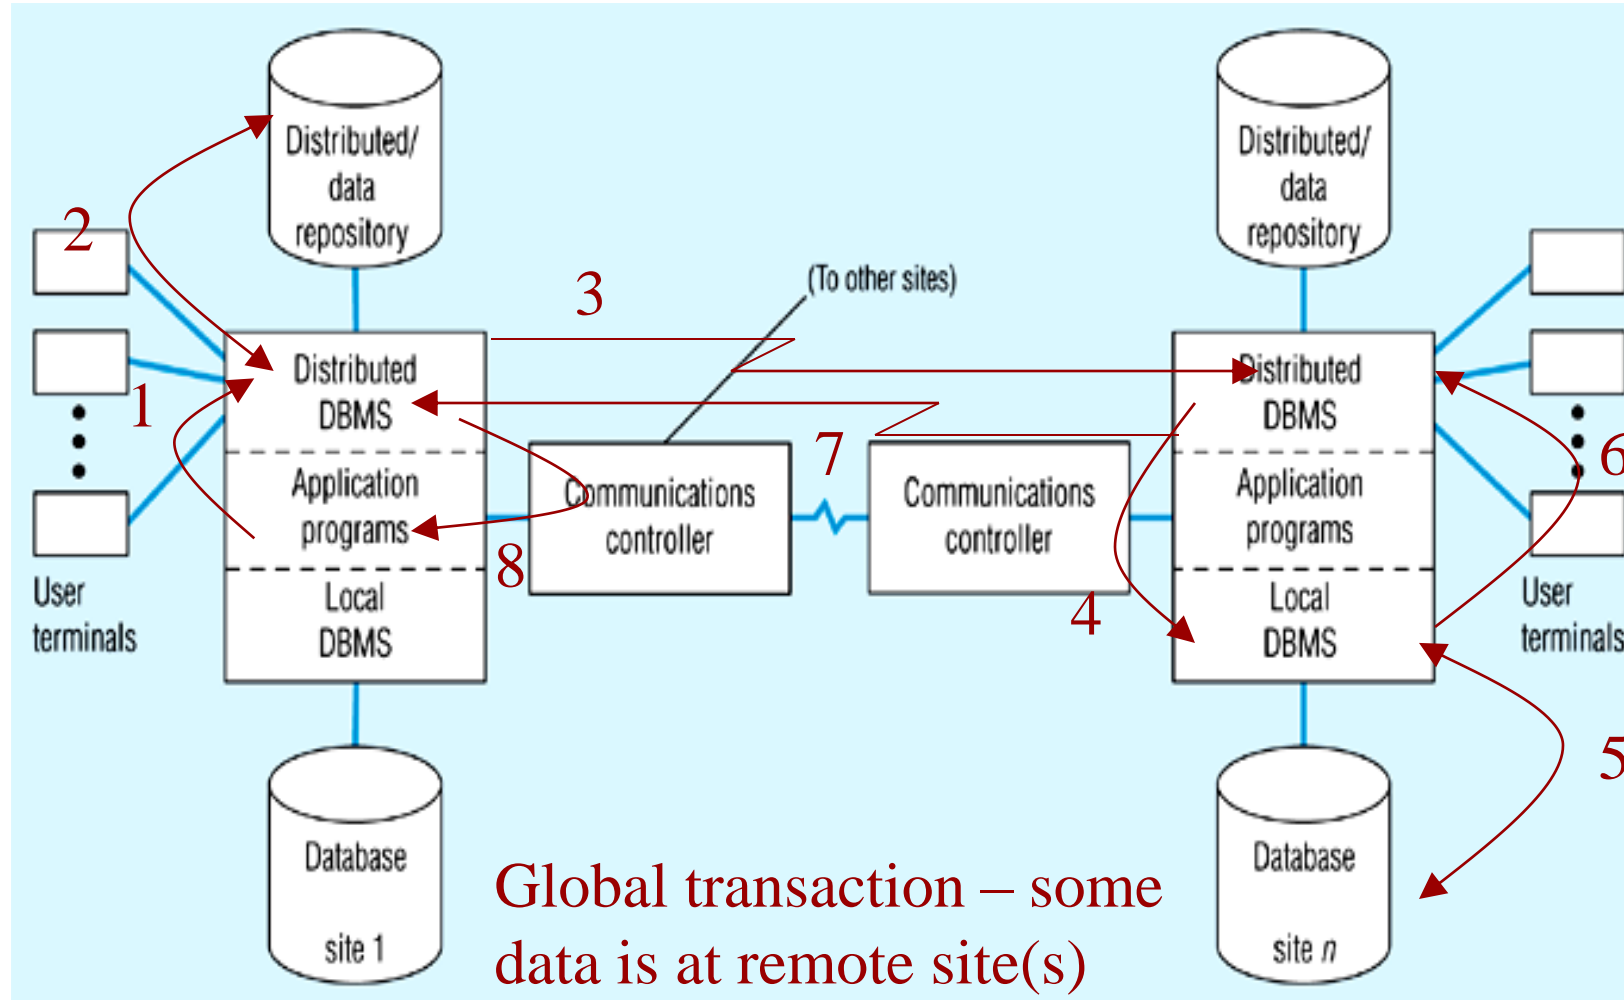 Distributed/
data
repository
Distributed/
data
repository
2
3
(To other sites)
1
Distributed
DBMS
Application
programs
Local
DBMS
8
Communications
controller
7
Communications
controller
4
Distributed
DBMS
Application
programs
Local
DBMS
6
5
User
terminals
User
terminals
Database
site 1
Database
site n
Global transaction – some
data is at remote site(s)